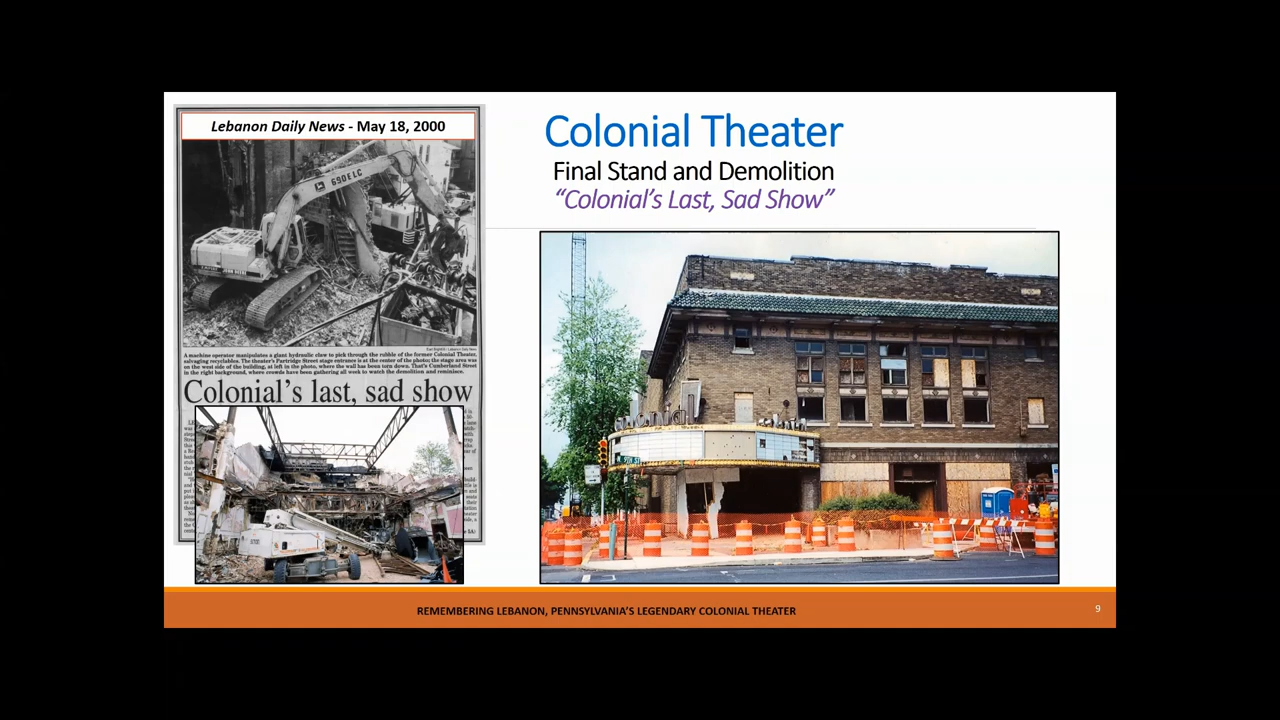 Lebanon Daily News - May 18, 2000
Colonial Theater
Final Stand and Demolition
“Colonial’s Last, Sad Show”
JOHN DEERE
690E LC
A machine operator manipulates a giant hydraulic claw to pick through the rubble of the former Colonial Theater,
salvaging recyclables. The theater's Partridge Street stage entrance is at the center of the photo; the stage area was
on the west side of the building, at left in the photo, where the wall has been torn down. That's Cumberland Street
in the right background, where crowds have been gathering all week to watch the demolition and reminisce.
Colonial’s last, sad show
REMEMBERING LEBANON, PENNSYLVANIA’S LEGENDARY COLONIAL THEATER
9